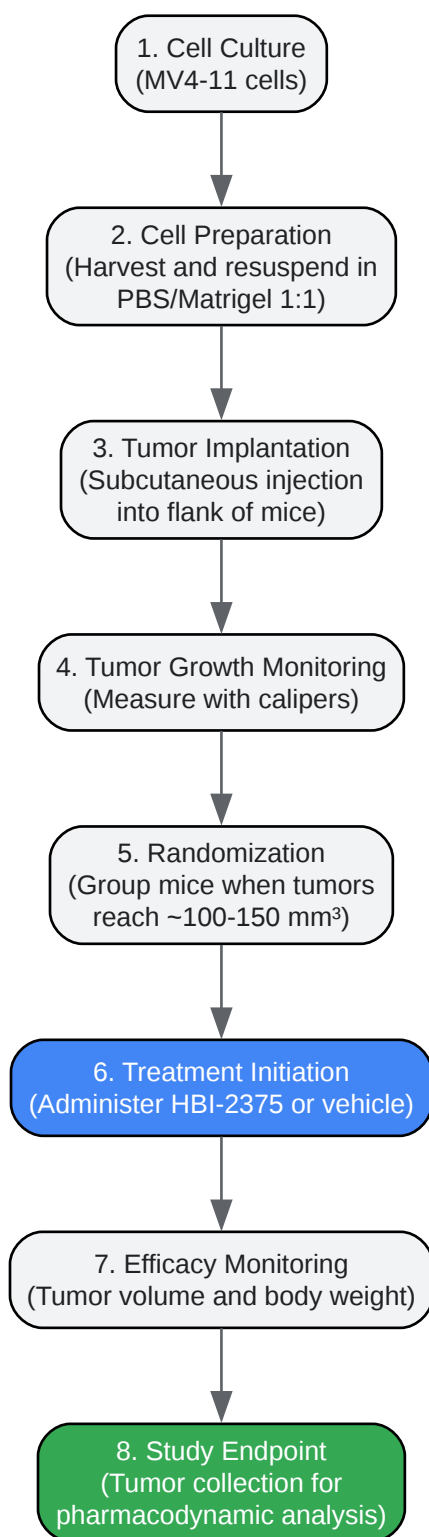 1. Cell Culture
(MV4-11 cells)
2. Cell Preparation
(Harvest and resuspend in
PBS/Matrigel 1:1)
3. Tumor Implantation
(Subcutaneous injection
into flank of mice)
4. Tumor Growth Monitoring
(Measure with calipers)
5. Randomization
(Group mice when tumors
reach ~100-150 mm³)
6. Treatment Initiation
(Administer HBI-2375 or vehicle)
7. Efficacy Monitoring
(Tumor volume and body weight)
8. Study Endpoint
(Tumor collection for
pharmacodynamic analysis)